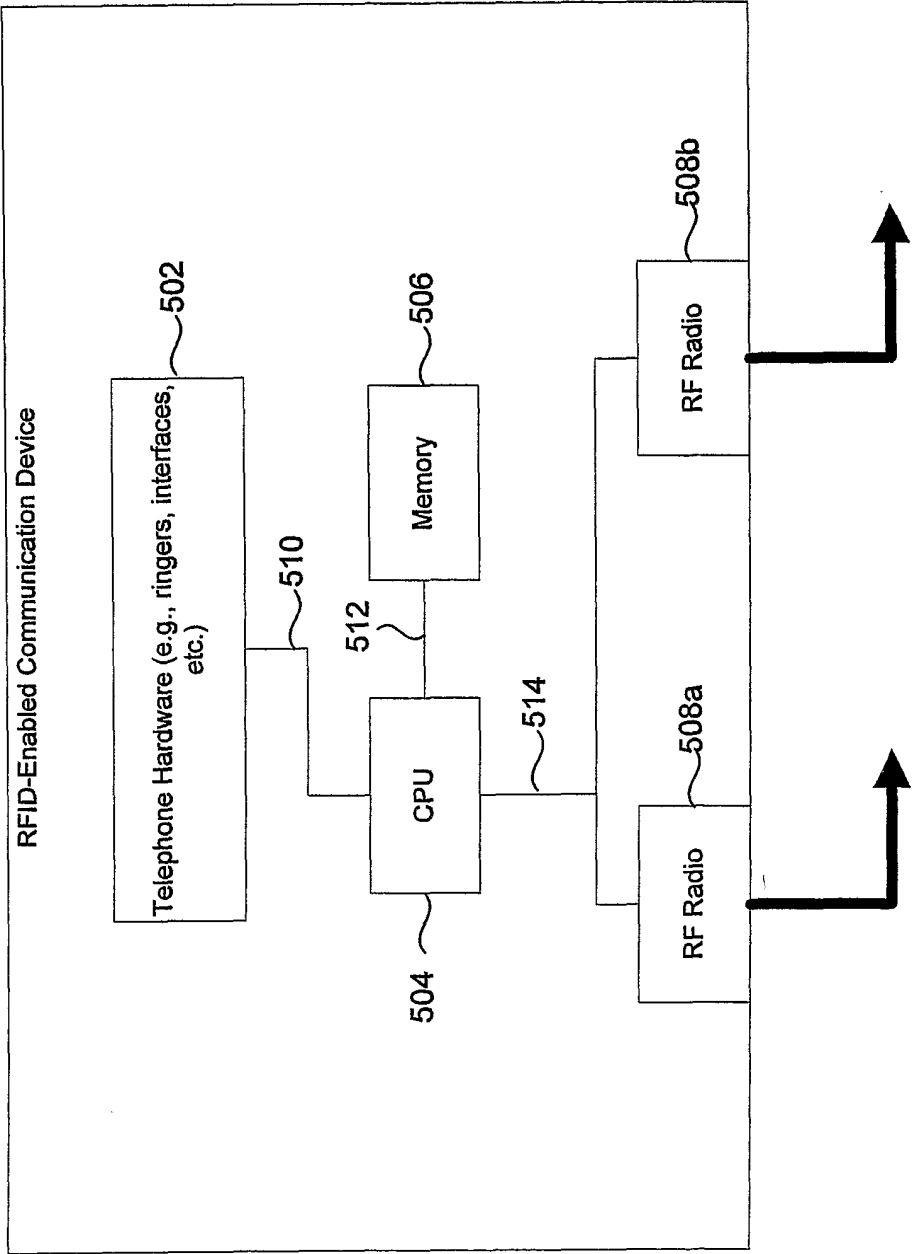 RFID-Enabled Communication Device
Telephone Hardware (e.g., ringers, interfaces,
etc.)
502
510
CPU
504
512
Memory
506
514
RF Radio
508a
RF Radio
508b